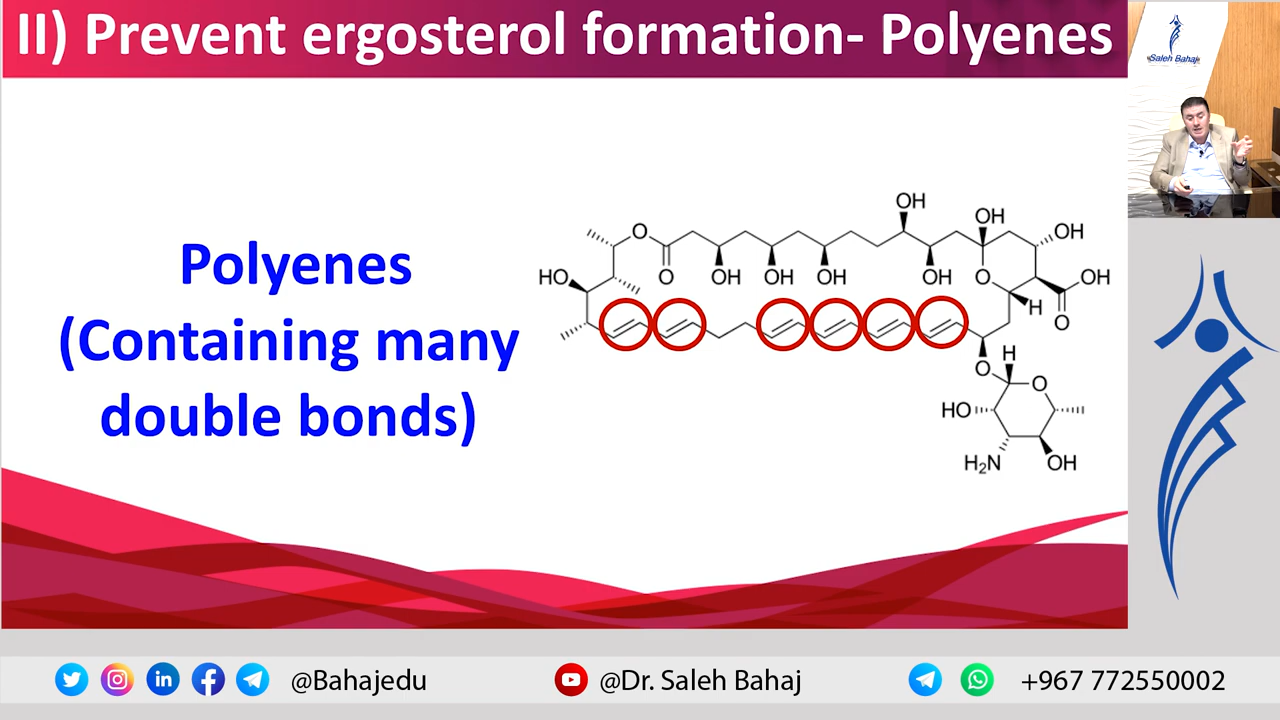 II) Prevent ergosterol formation- Polyenes
Saleh Bahaj
Polyenes
(Containing many
double bonds)
OH
OH
O
OH
HO
O
OH
OH
OH
OH
O
OH
H
O
H
O
O
HO
H₂N
OH
@Bahajedu
@Dr. Saleh Bahaj
+967 772550002